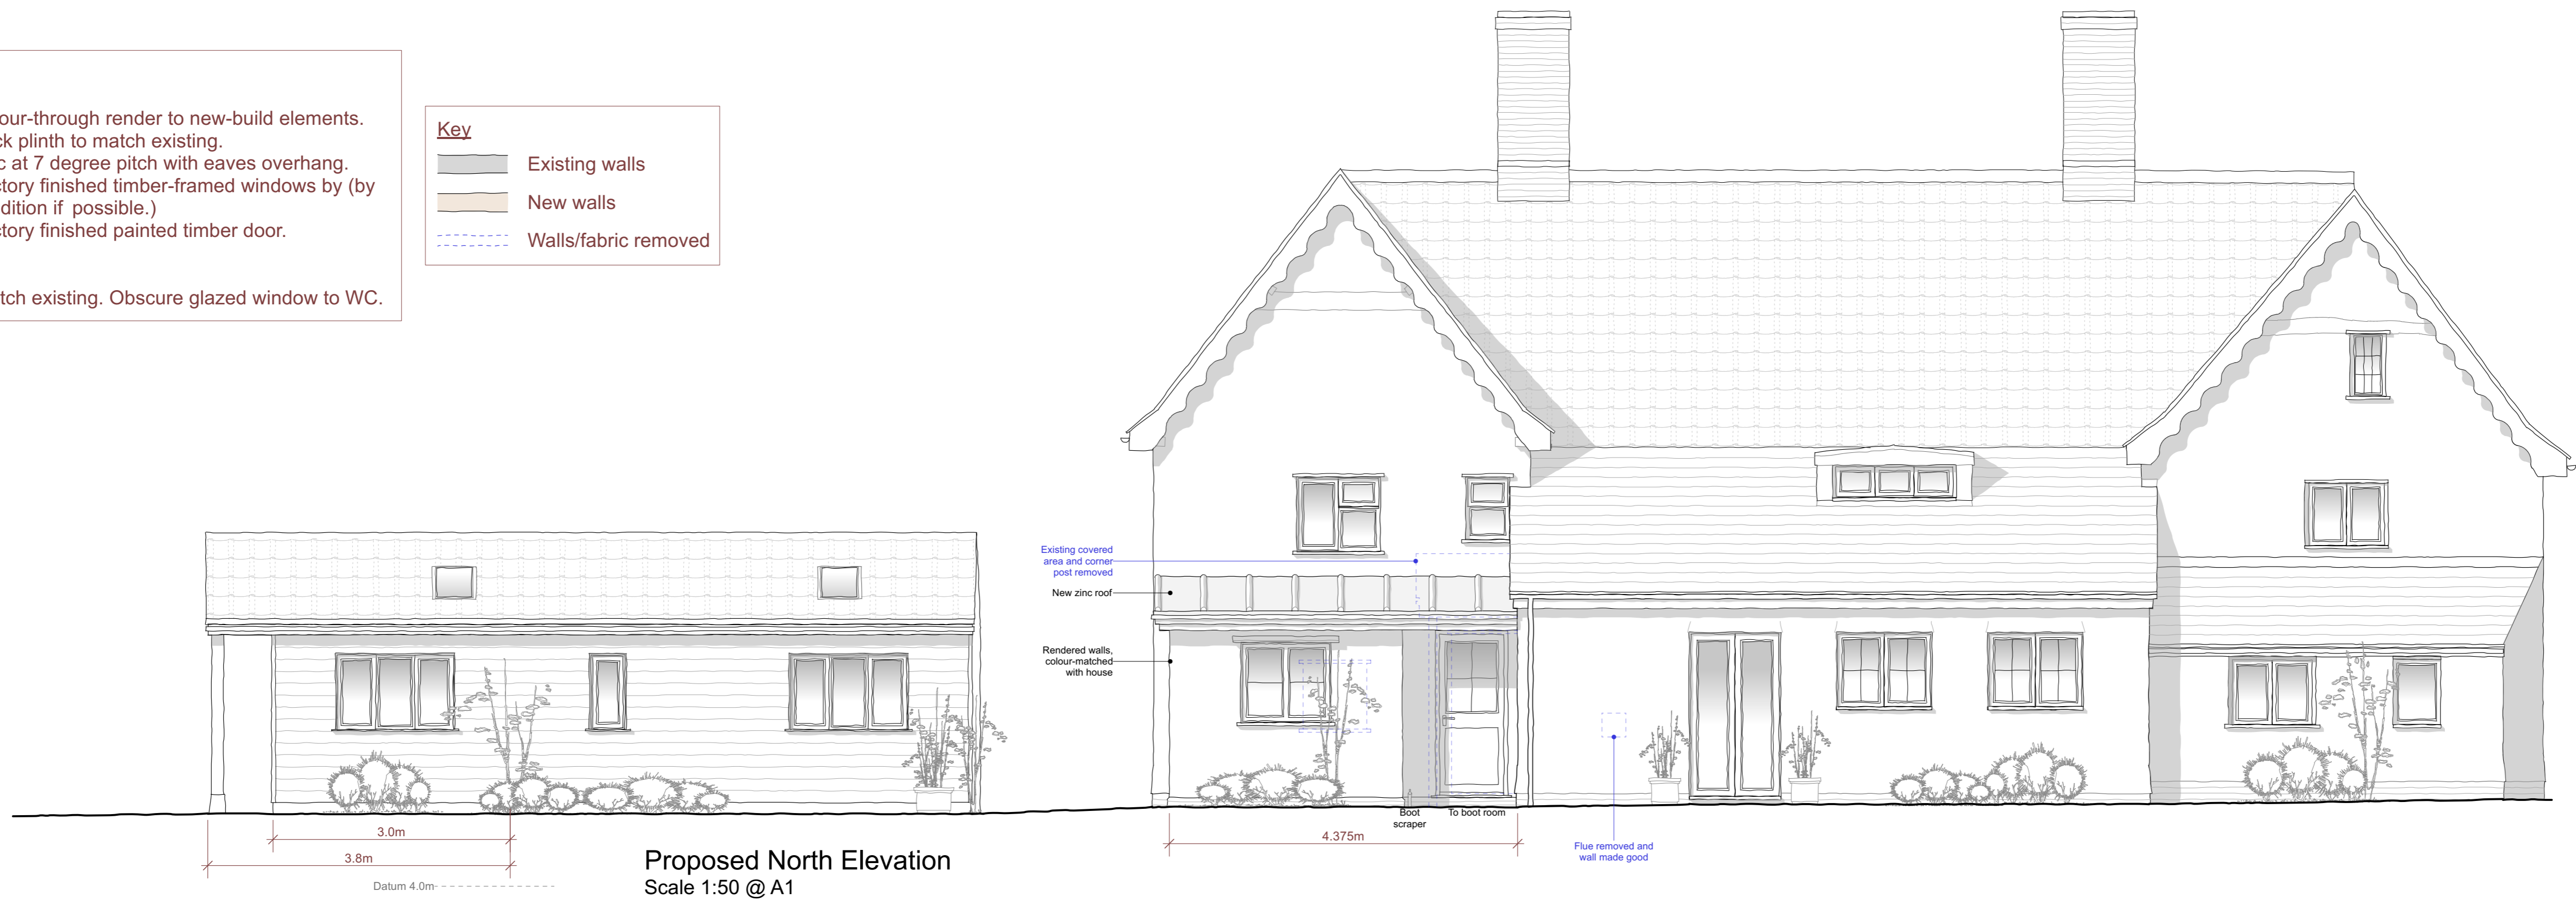 our-through render to new-build elements.
ck plinth to match existing.
c at 7 degree pitch with eaves overhang.
ctory finished timber-framed windows by (by
dition if possible.)
ctory finished painted timber door.
tch existing. Obscure glazed window to WC.
Key
Existing walls
New walls
Walls/fabric removed
Existing covered
area and corner
post removed
New zinc roof
Rendered walls,
colour-matched
with house
Boot
scraper
To boot room
4.375m
Flue removed and
wall made good
3.0m
3.8m
Datum 4.0m
Proposed North Elevation
Scale 1:50 @ A1